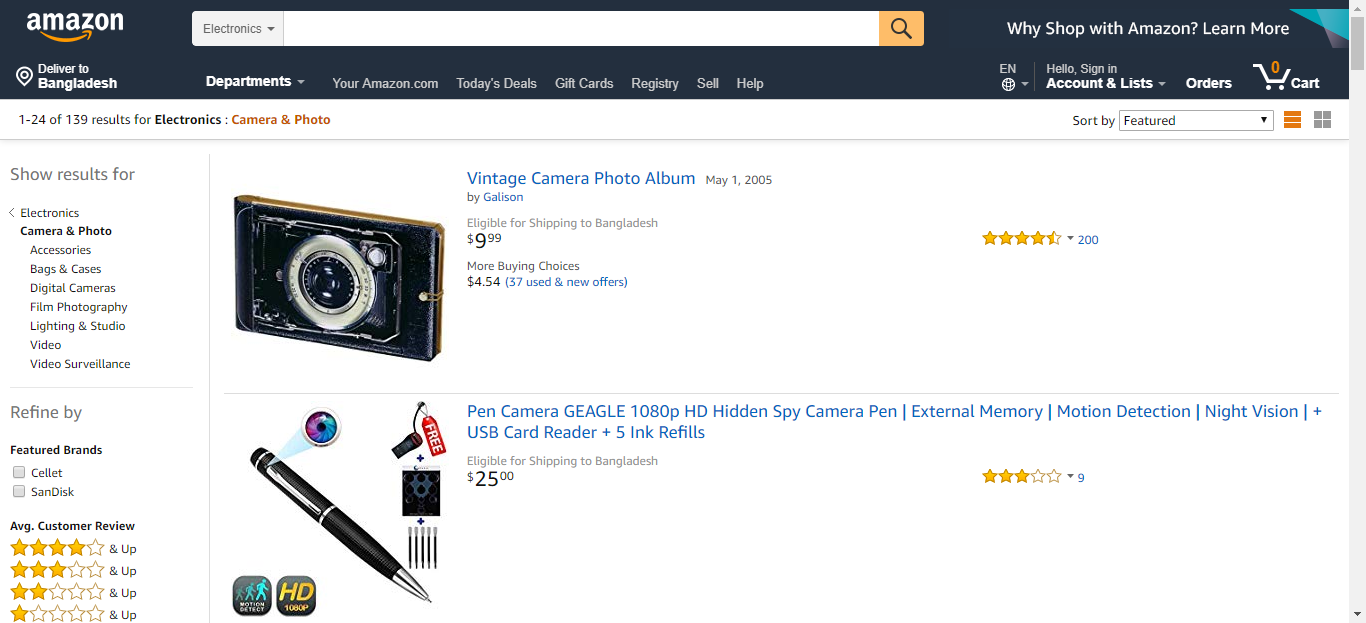 amazon
Electronics
Why Shop with Amazon? Learn More
Deliver to
Bangladesh
Departments
Your Amazon.com Today's Deals Gift Cards Registry Sell Help
EN
Hello, Sign in
Account & Lists
Orders
0
Cart
1-24 of 139 results for Electronics : Camera & Photo
Sort by Featured
Show results for
Electronics
Camera & Photo
Accessories
Bags & Cases
Digital Cameras
Film Photography
Lighting & Studio
Video
Video Surveillance
Refine by
Featured Brands
Cellet
SanDisk
Avg. Customer Review
& Up
& Up
& Up
& Up
Vintage Camera Photo Album May 1, 2005
by Galison
Eligible for Shipping to Bangladesh
$999
More Buying Choices
$4.54 (37 used & new offers)
200
FREE
+
+
MOTION
DETECT
HD
1080P
Pen Camera GEAGLE 1080p HD Hidden Spy Camera Pen | External Memory | Motion Detection | Night Vision | +
USB Card Reader + 5 Ink Refills
Eligible for Shipping to Bangladesh
$2500
9